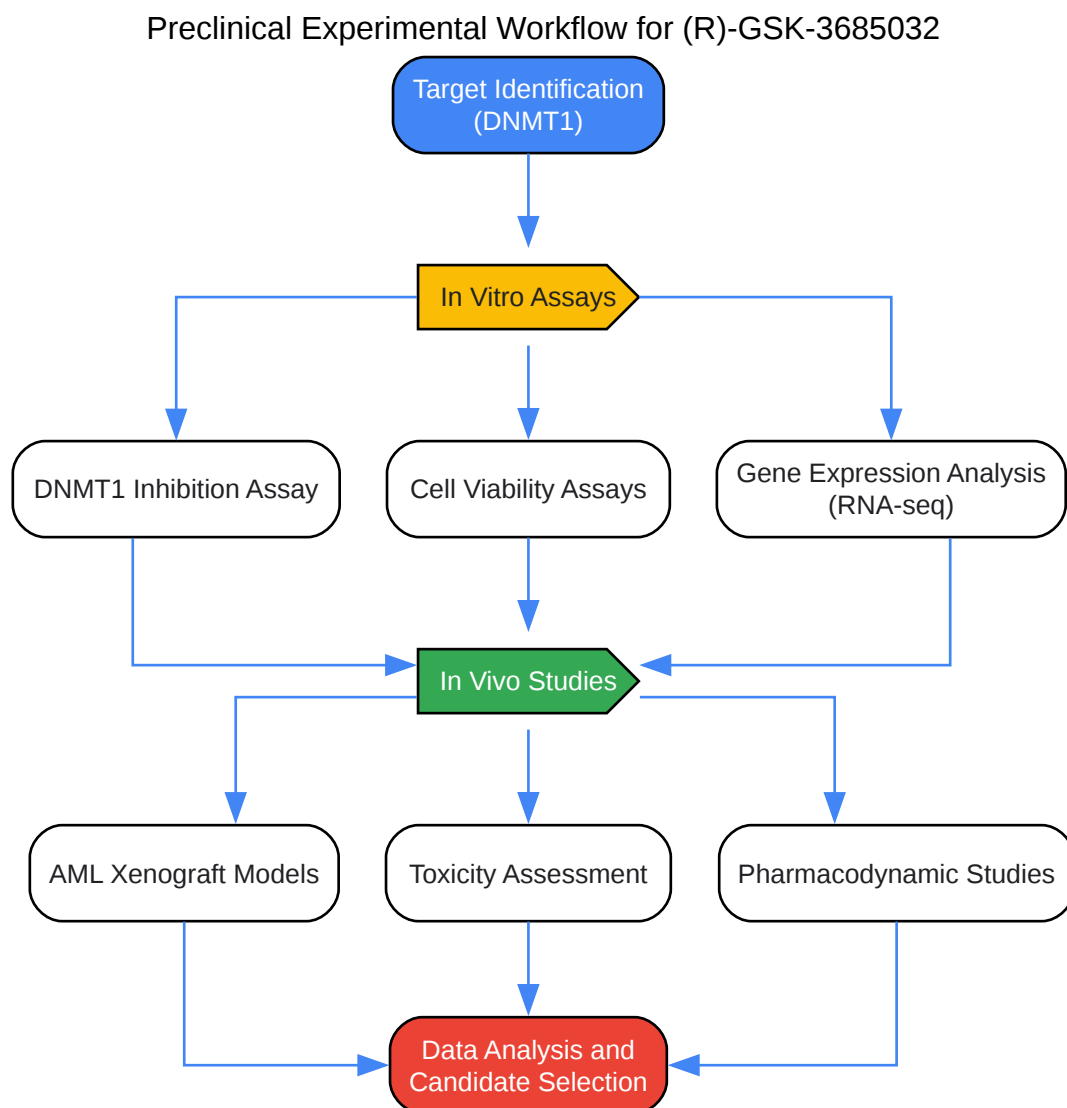 Preclinical Experimental Workflow for (R)-GSK-3685032
Target Identification
(DNMT1)
In Vitro Assays
DNMT1 Inhibition Assay
Cell Viability Assays
Gene Expression Analysis
(RNA-seq)
In Vivo Studies
AML Xenograft Models
Toxicity Assessment
Pharmacodynamic Studies
Data Analysis and
Candidate Selection